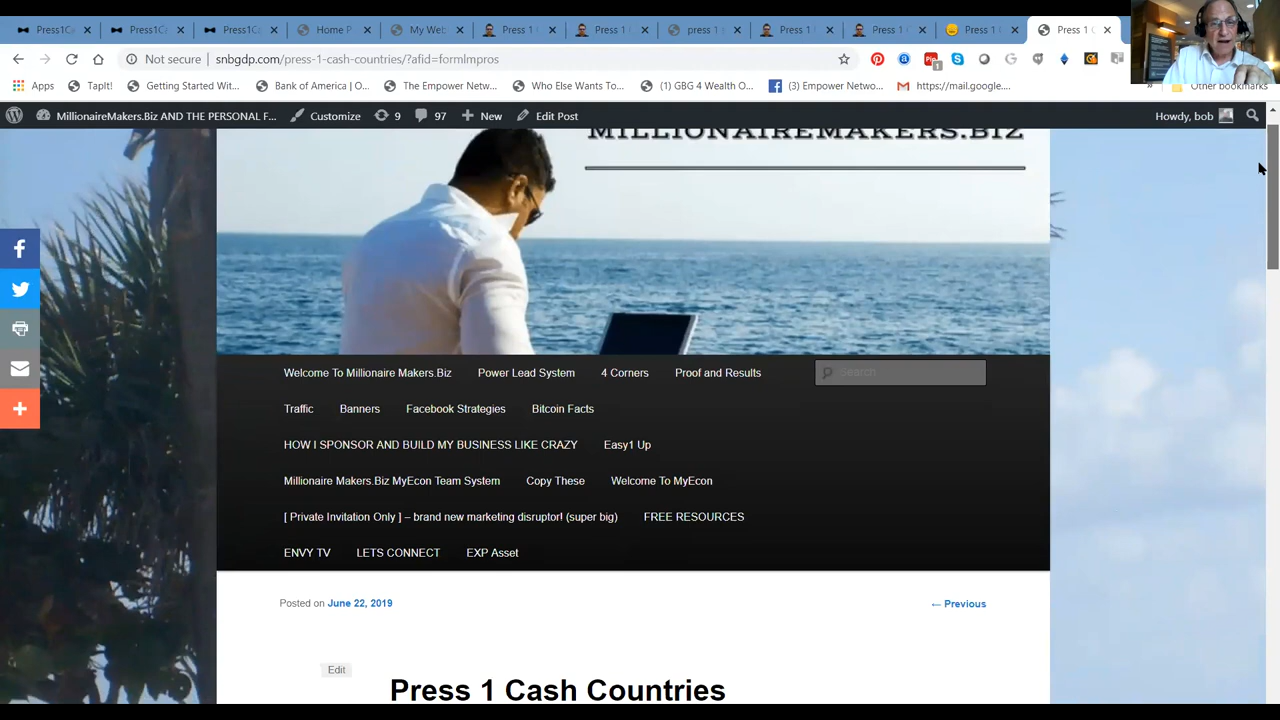 Press1Ca
Press1Ca
Press1Ca
Home P
My Web
Press 1
Press 1
press 1
Press 1
Press 1
Press 1
Press 1 C
Not secure
smgdpp.com/press-1-cash-countries/?afid=followuppros
Apps
TapIt!
Getting Started Wit...
Bank of America | O...
The Empower Netw...
Who Else Wants To...
(1) GBG 4 Wealth O...
(3) Empower Netwo...
https://mail.google....
Other bookmarks
MillionaireMakers.Biz AND THE PERSONAL F...
Customize
9
97
New
Edit Post
Howdy, bob
MILLIONAIREMAKERS.BIZ
Welcome To Millionaire Makers.Biz
Power Lead System
4 Corners
Proof and Results
Search
Traffic
Banners
Facebook Strategies
Bitcoin Facts
HOW I SPONSOR AND BUILD MY BUSINESS LIKE CRAZY
Easy1 Up
Millionaire Makers.Biz MyEcon Team System
Copy These
Welcome To MyEcon
[ Private Invitation Only ] – brand new marketing disruptor! (super big)
FREE RESOURCES
ENVY TV
LETS CONNECT
EXP Asset
Posted on June 22, 2019
← Previous
Edit
Press 1 Cash Countries